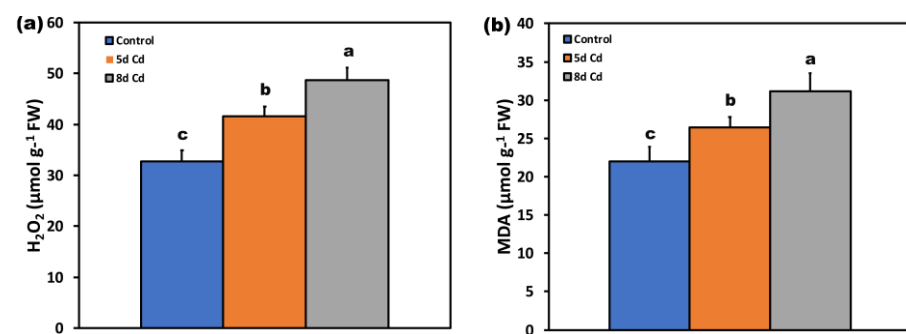 (a)
H₂O₂ (µmol g⁻¹ FW)
60
50
40
30
20
10
0
Control
5d Cd
8d Cd
c
b
a
(b)
MDA (µmol g⁻¹ FW)
40
35
30
25
20
15
10
5
0
Control
5d Cd
8d Cd
c
b
a